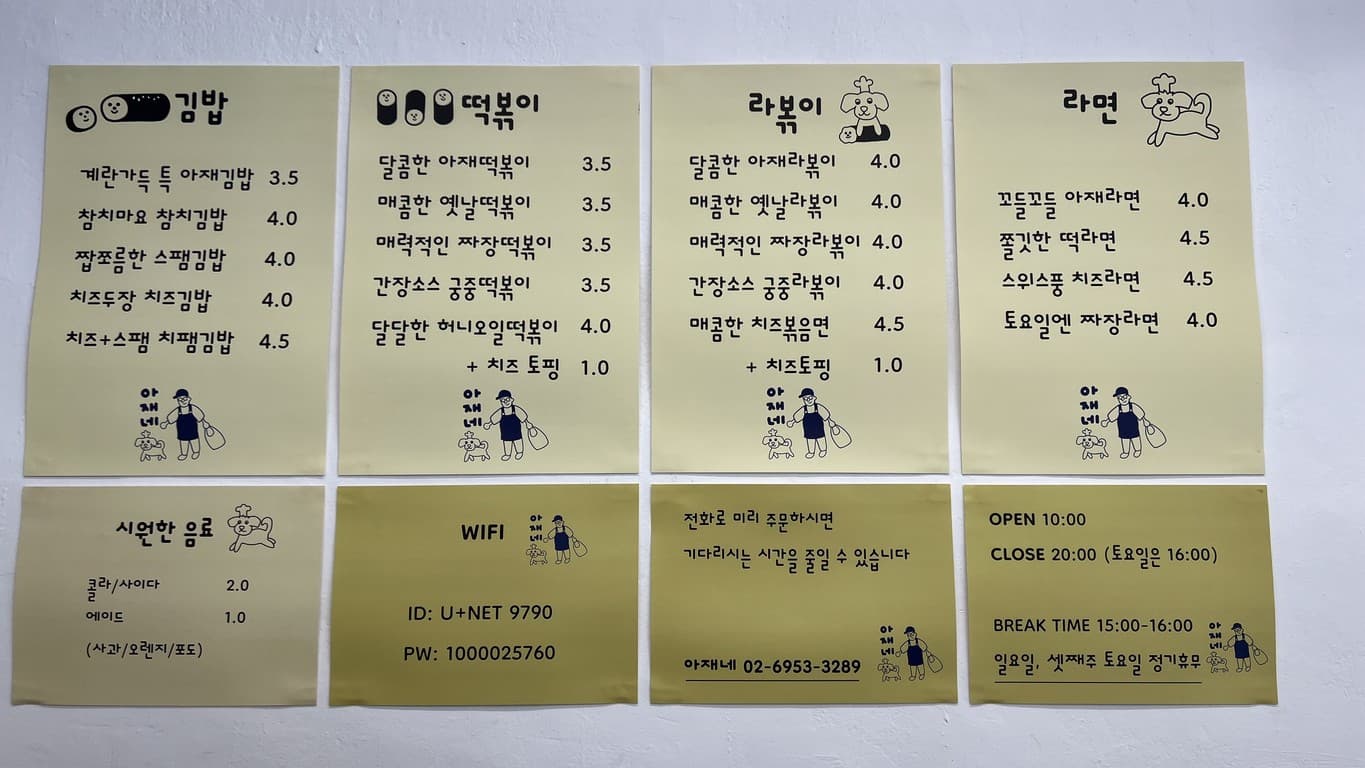 김밥
계란가득 특 아재김밥 3.5
참치마요 참치김밥 4.0
짭쪼름한 스팸김밥 4.0
치즈두장 치즈김밥 4.0
치즈+스팸 치팸김밥 4.5
아
재
네
떡볶이
달콤한 아재떡볶이 3.5
매콤한 옛날떡볶이 3.5
매력적인 짜장떡볶이 3.5
간장소스 궁중떡볶이 3.5
달달한 허니오일떡볶이 4.0
+ 치즈 토핑 1.0
아
재
네
라볶이
달콤한 아재라볶이 4.0
매콤한 옛날라볶이 4.0
매력적인 짜장라볶이 4.0
간장소스 궁중라볶이 4.0
매콤한 치즈볶음면 4.5
+ 치즈토핑 1.0
아
재
네
라면
꼬들꼬들 아재라면 4.0
쫄깃한 떡라면 4.5
스위스풍 치즈라면 4.5
토요일엔 짜장라면 4.0
아
재
네
시원한 음료
콜라/사이다 2.0
에이드 1.0
(사과/오렌지/포도)
WIFI
아
재
네
ID: U+NET 9790
PW: 1000025760
전화로 미리 주문하시면
기다리시는 시간을 줄일 수 있습니다
아재네 02-6953-3289
아
재
네
OPEN 10:00
CLOSE 20:00 (토요일은 16:00)
BREAK TIME 15:00-16:00
일요일, 셋째주 토요일 정기휴무
아
재
네